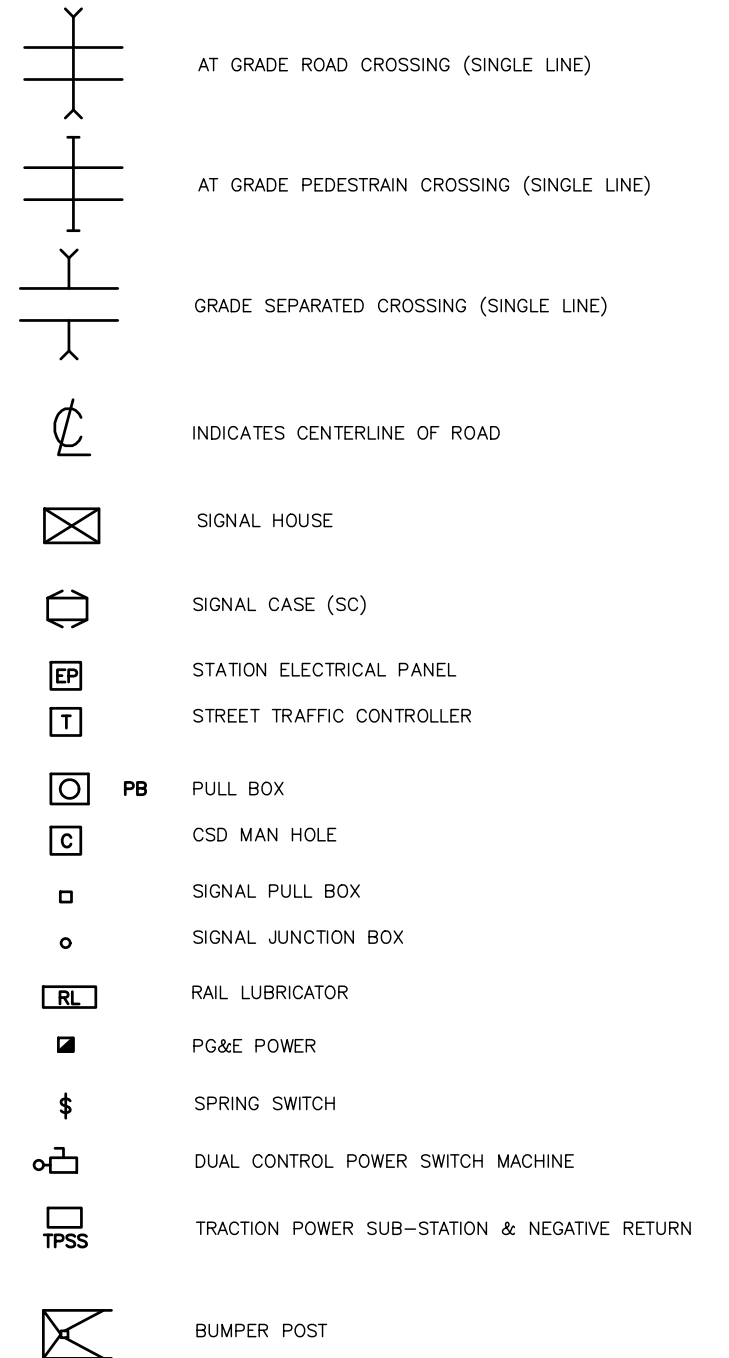 AT GRADE ROAD CROSSING (SINGLE LINE)
AT GRADE PEDESTRAIN CROSSING (SINGLE LINE)
GRADE SEPARATED CROSSING (SINGLE LINE)
INDICATES CENTERLINE OF ROAD
SIGNAL HOUSE
SIGNAL CASE (SC)
EP STATION ELECTRICAL PANEL
T STREET TRAFFIC CONTROLLER
PB PULL BOX
C CSD MAN HOLE
SIGNAL PULL BOX
SIGNAL JUNCTION BOX
RL RAIL LUBRICATOR
PG&E POWER
$ SPRING SWITCH
DUAL CONTROL POWER SWITCH MACHINE
TPSS TRACTION POWER SUB-STATION & NEGATIVE RETURN
BUMPER POST